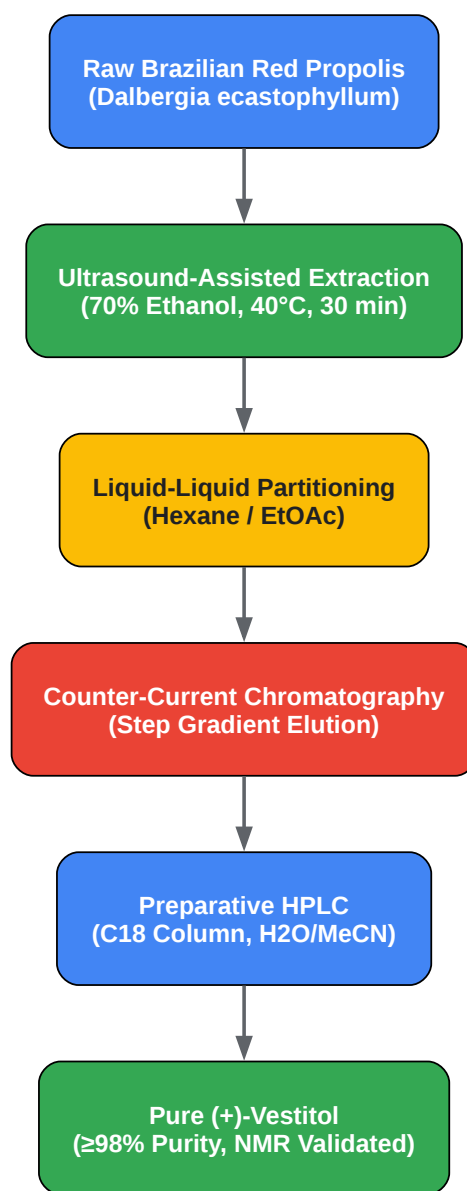 Raw Brazilian Red Propolis
(Dalbergia ecastophyllum)
Ultrasound-Assisted Extraction
(70% Ethanol, 40°C, 30 min)
Liquid-Liquid Partitioning
(Hexane / EtOAc)
Counter-Current Chromatography
(Step Gradient Elution)
Preparative HPLC
(C18 Column, H2O/MeCN)
Pure (+)-Vestitol
(≥98% Purity, NMR Validated)